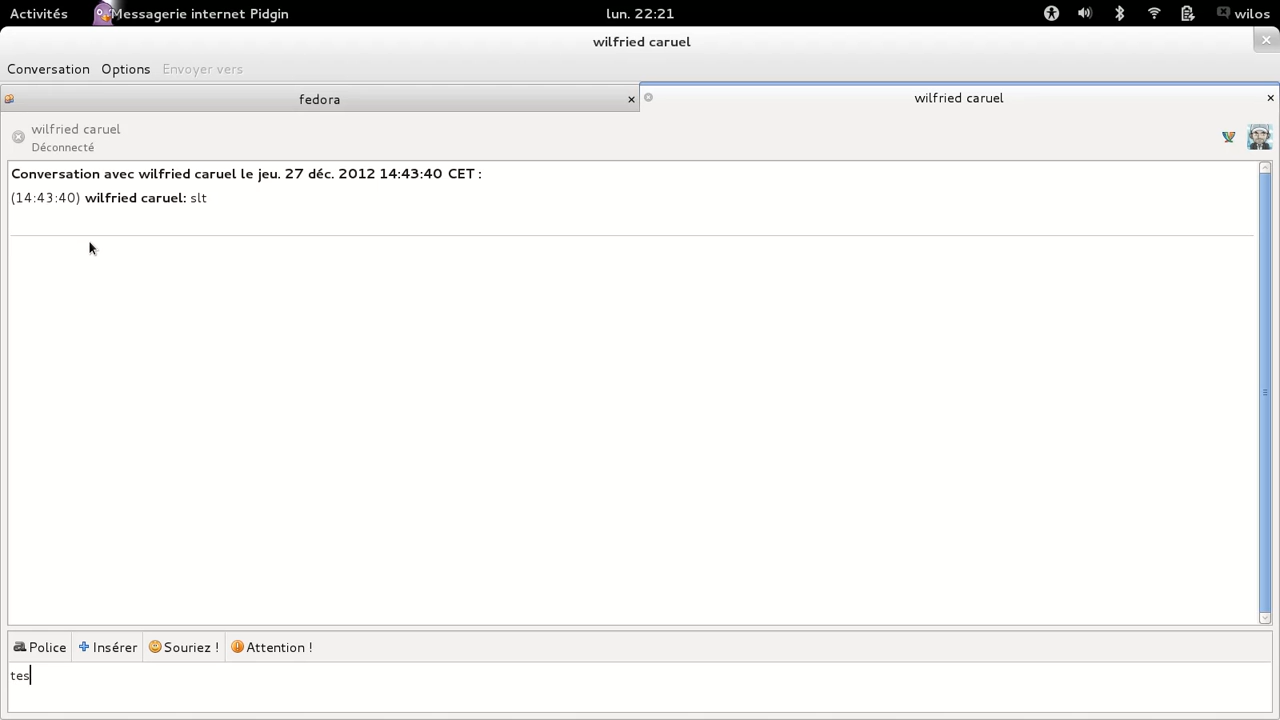 Activités Messagerie internet Pidgin lun. 22:21 wilos
wilfried caruel
Conversation Options Envoyer vers
fedora × wilfried caruel ×
wilfried caruel
Déconnecté
Conversation avec wilfried caruel le jeu. 27 déc. 2012 14:43:40 CET :
(14:43:40) wilfried caruel: slt
Police Insérer Souriez ! Attention !
tes